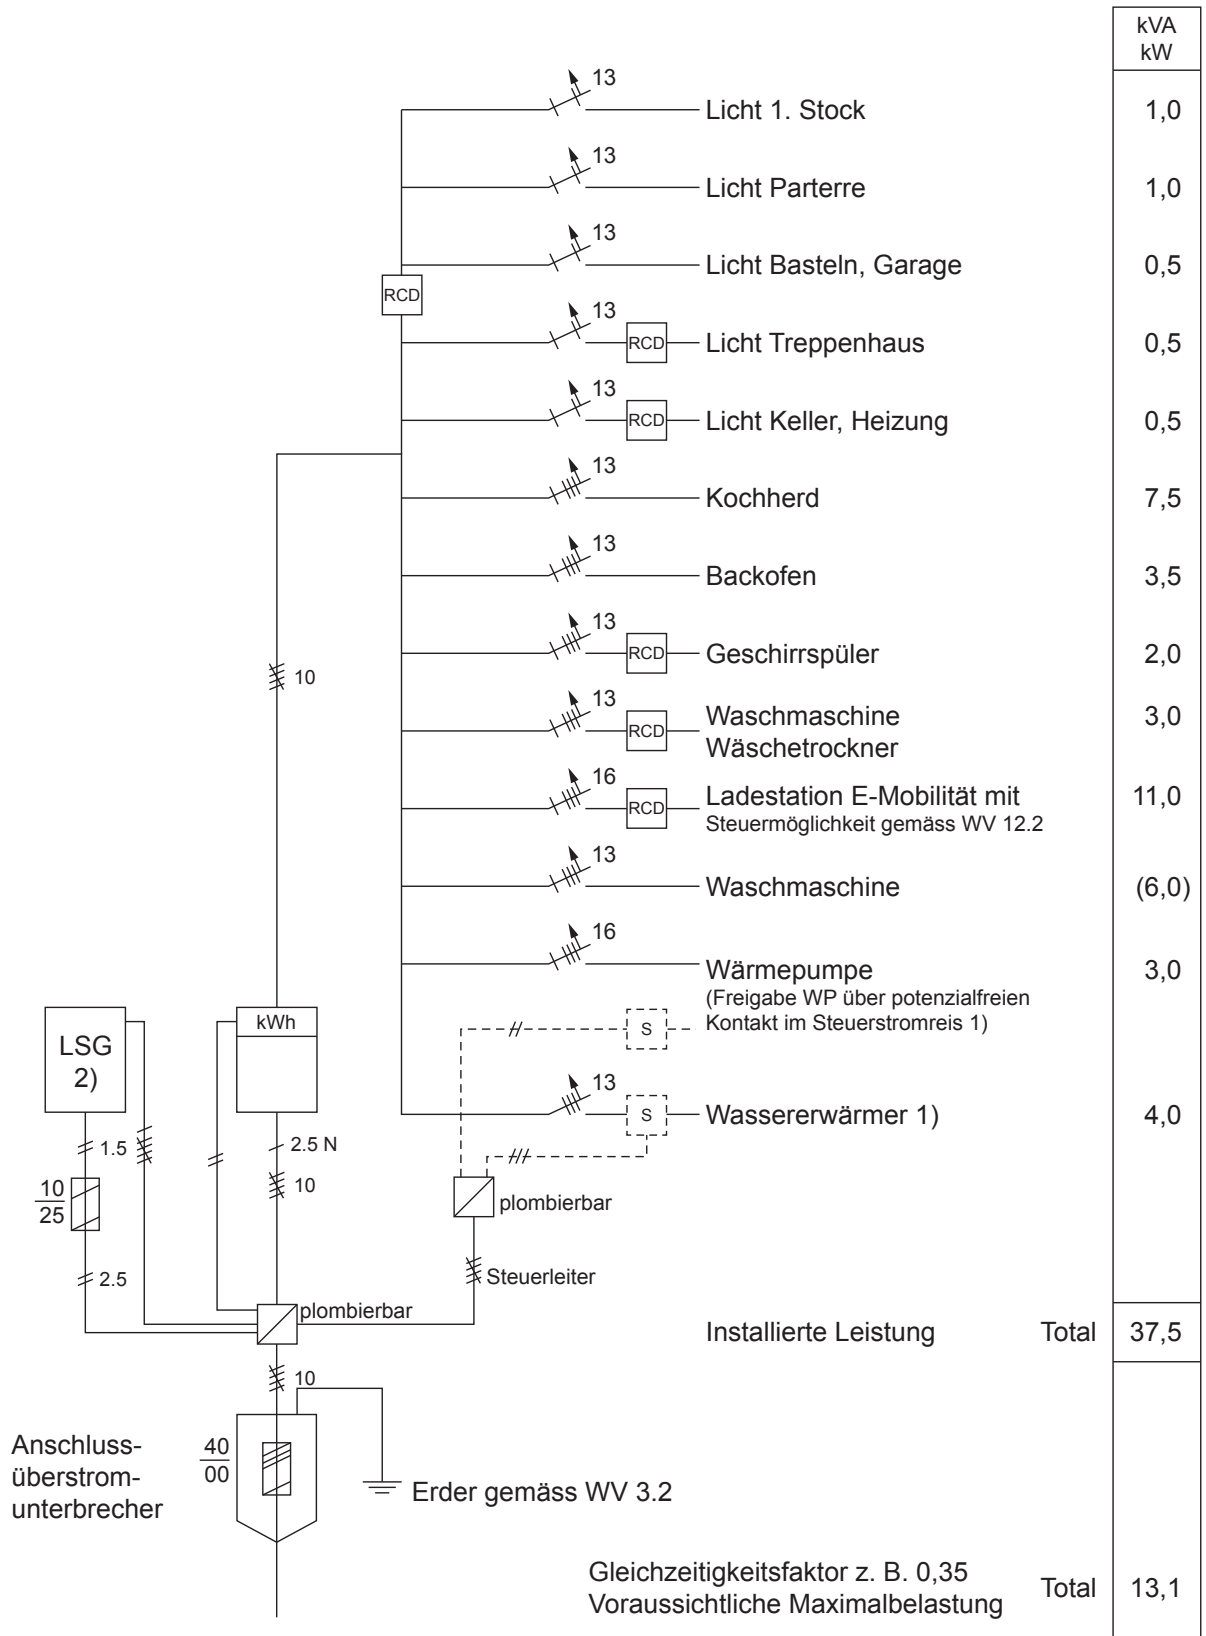 kVA
kW
13
Licht 1. Stock 1,0
13
Licht Parterre 1,0
13
Licht Basteln, Garage 0,5
RCD
13
RCD Licht Treppenhaus 0,5
13
RCD Licht Keller, Heizung 0,5
13
Kochherd 7,5
13
Backofen 3,5
13
RCD Geschirrspüler 2,0
10
13
RCD Waschmaschine 3,0
Wäschetrockner
16
RCD Ladestation E-Mobilität mit 11,0
Steuermöglichkeit gemäss WV 12.2
13
Waschmaschine (6,0)
16
Wärmepumpe 3,0
(Freigabe WP über potenzialfreien
Kontakt im Steuerstromreis 1)
S
LSG
2)
kWh
13
S Wassererwärmer 1) 4,0
1.5
2.5 N
10
10
25
plombierbar
2.5
Steuerleiter
plombierbar
Installierte Leistung Total 37,5
10
Anschluss-
überstrom-
unterbrecher
40
00
Erder gemäss WV 3.2
Gleichzeitigkeitsfaktor z. B. 0,35
Voraussichtliche Maximalbelastung Total 13,1